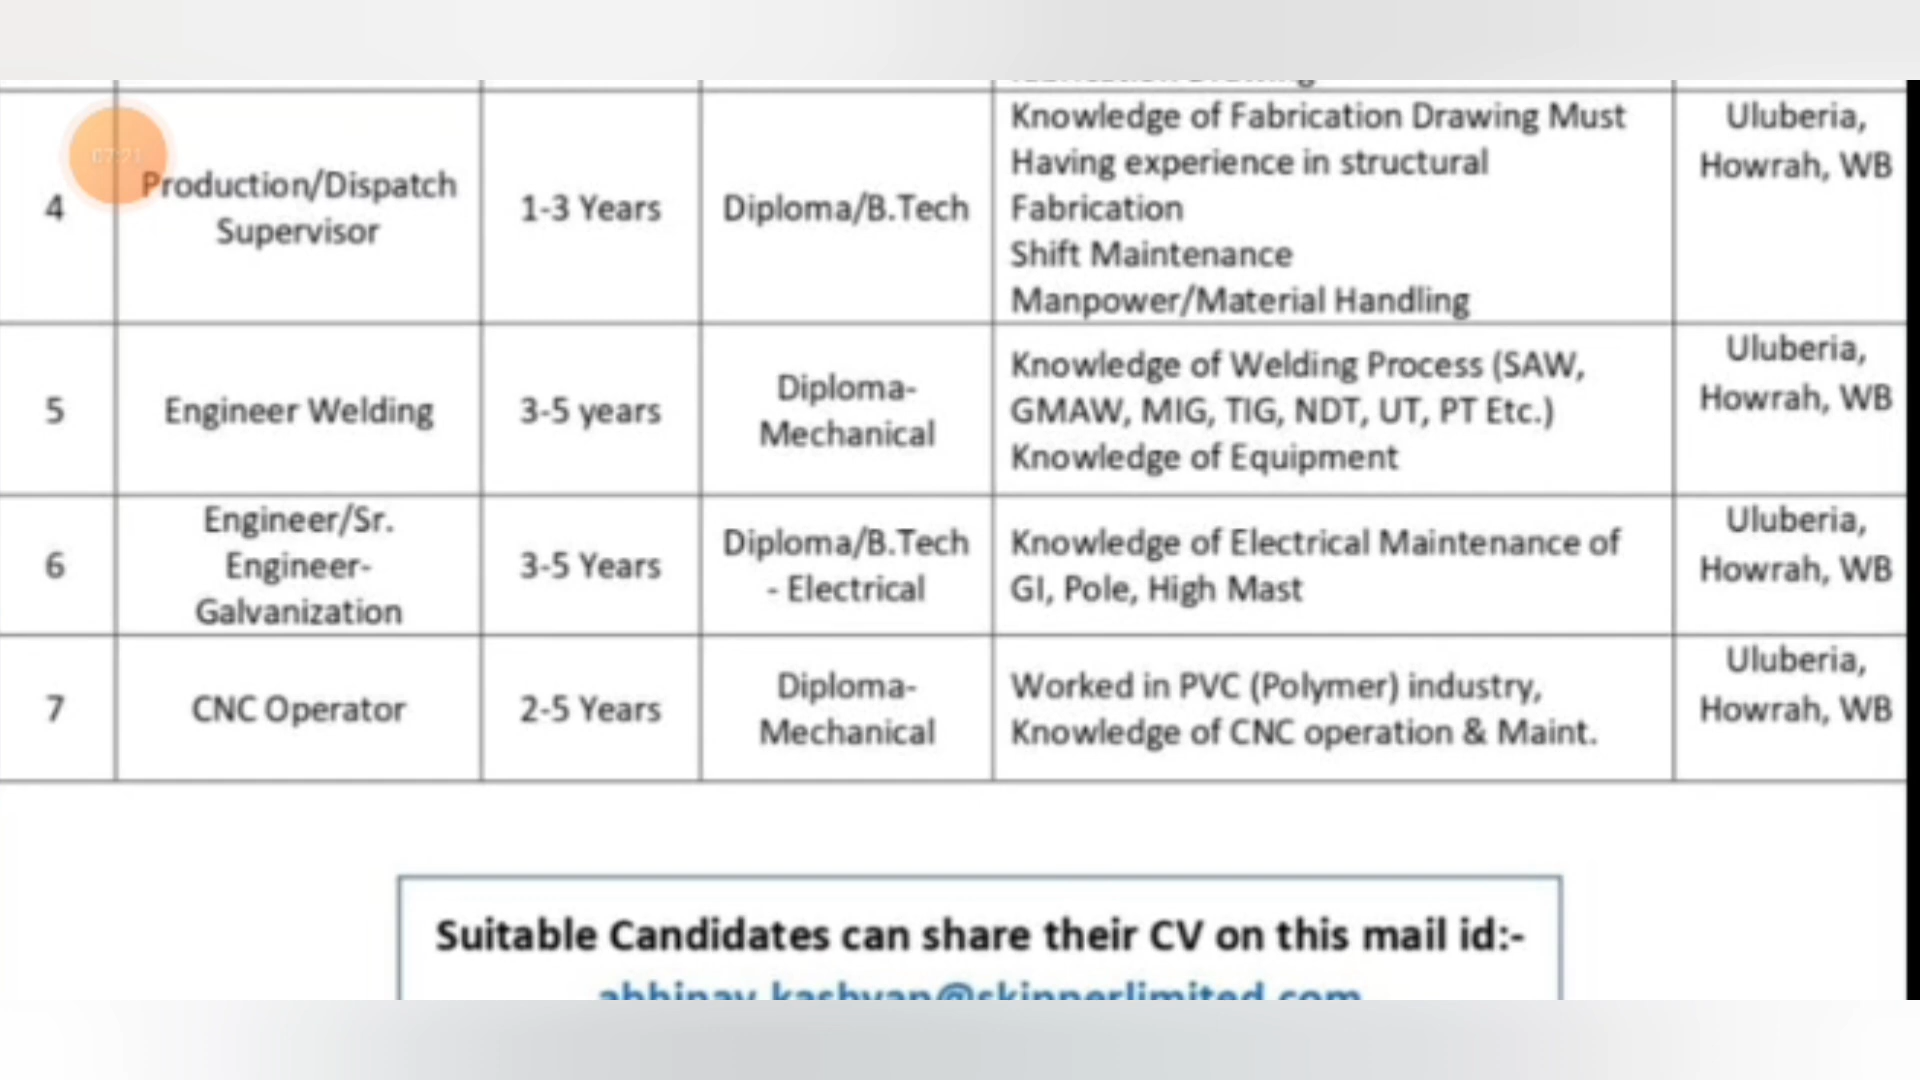 4
Production/Dispatch
Supervisor
1-3 Years
Diploma/B.Tech
Knowledge of Fabrication Drawing Must
Having experience in structural
Fabrication
Shift Maintenance
Manpower/Material Handling
Uluberia,
Howrah, WB
5
Engineer Welding
3-5 years
Diploma-
Mechanical
Knowledge of Welding Process (SAW,
GMAW, MIG, TIG, NDT, UT, PT Etc.)
Knowledge of Equipment
Uluberia,
Howrah, WB
6
Engineer/Sr.
Engineer-
Galvanization
3-5 Years
Diploma/B.Tech
- Electrical
Knowledge of Electrical Maintenance of
GI, Pole, High Mast
Uluberia,
Howrah, WB
7
CNC Operator
2-5 Years
Diploma-
Mechanical
Worked in PVC (Polymer) industry,
Knowledge of CNC operation & Maint.
Uluberia,
Howrah, WB
Suitable Candidates can share their CV on this mail id:-
abhinav.kashyap@skipperlimited.com